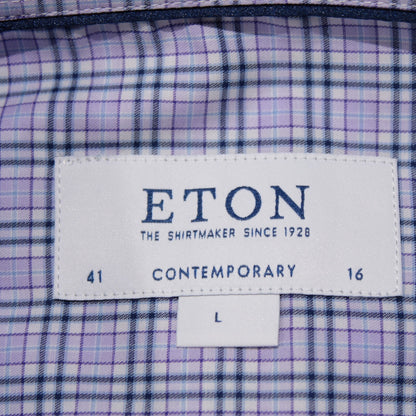 ETON
THE SHIRTMAKER SINCE 1928
41 CONTEMPORARY 16
L